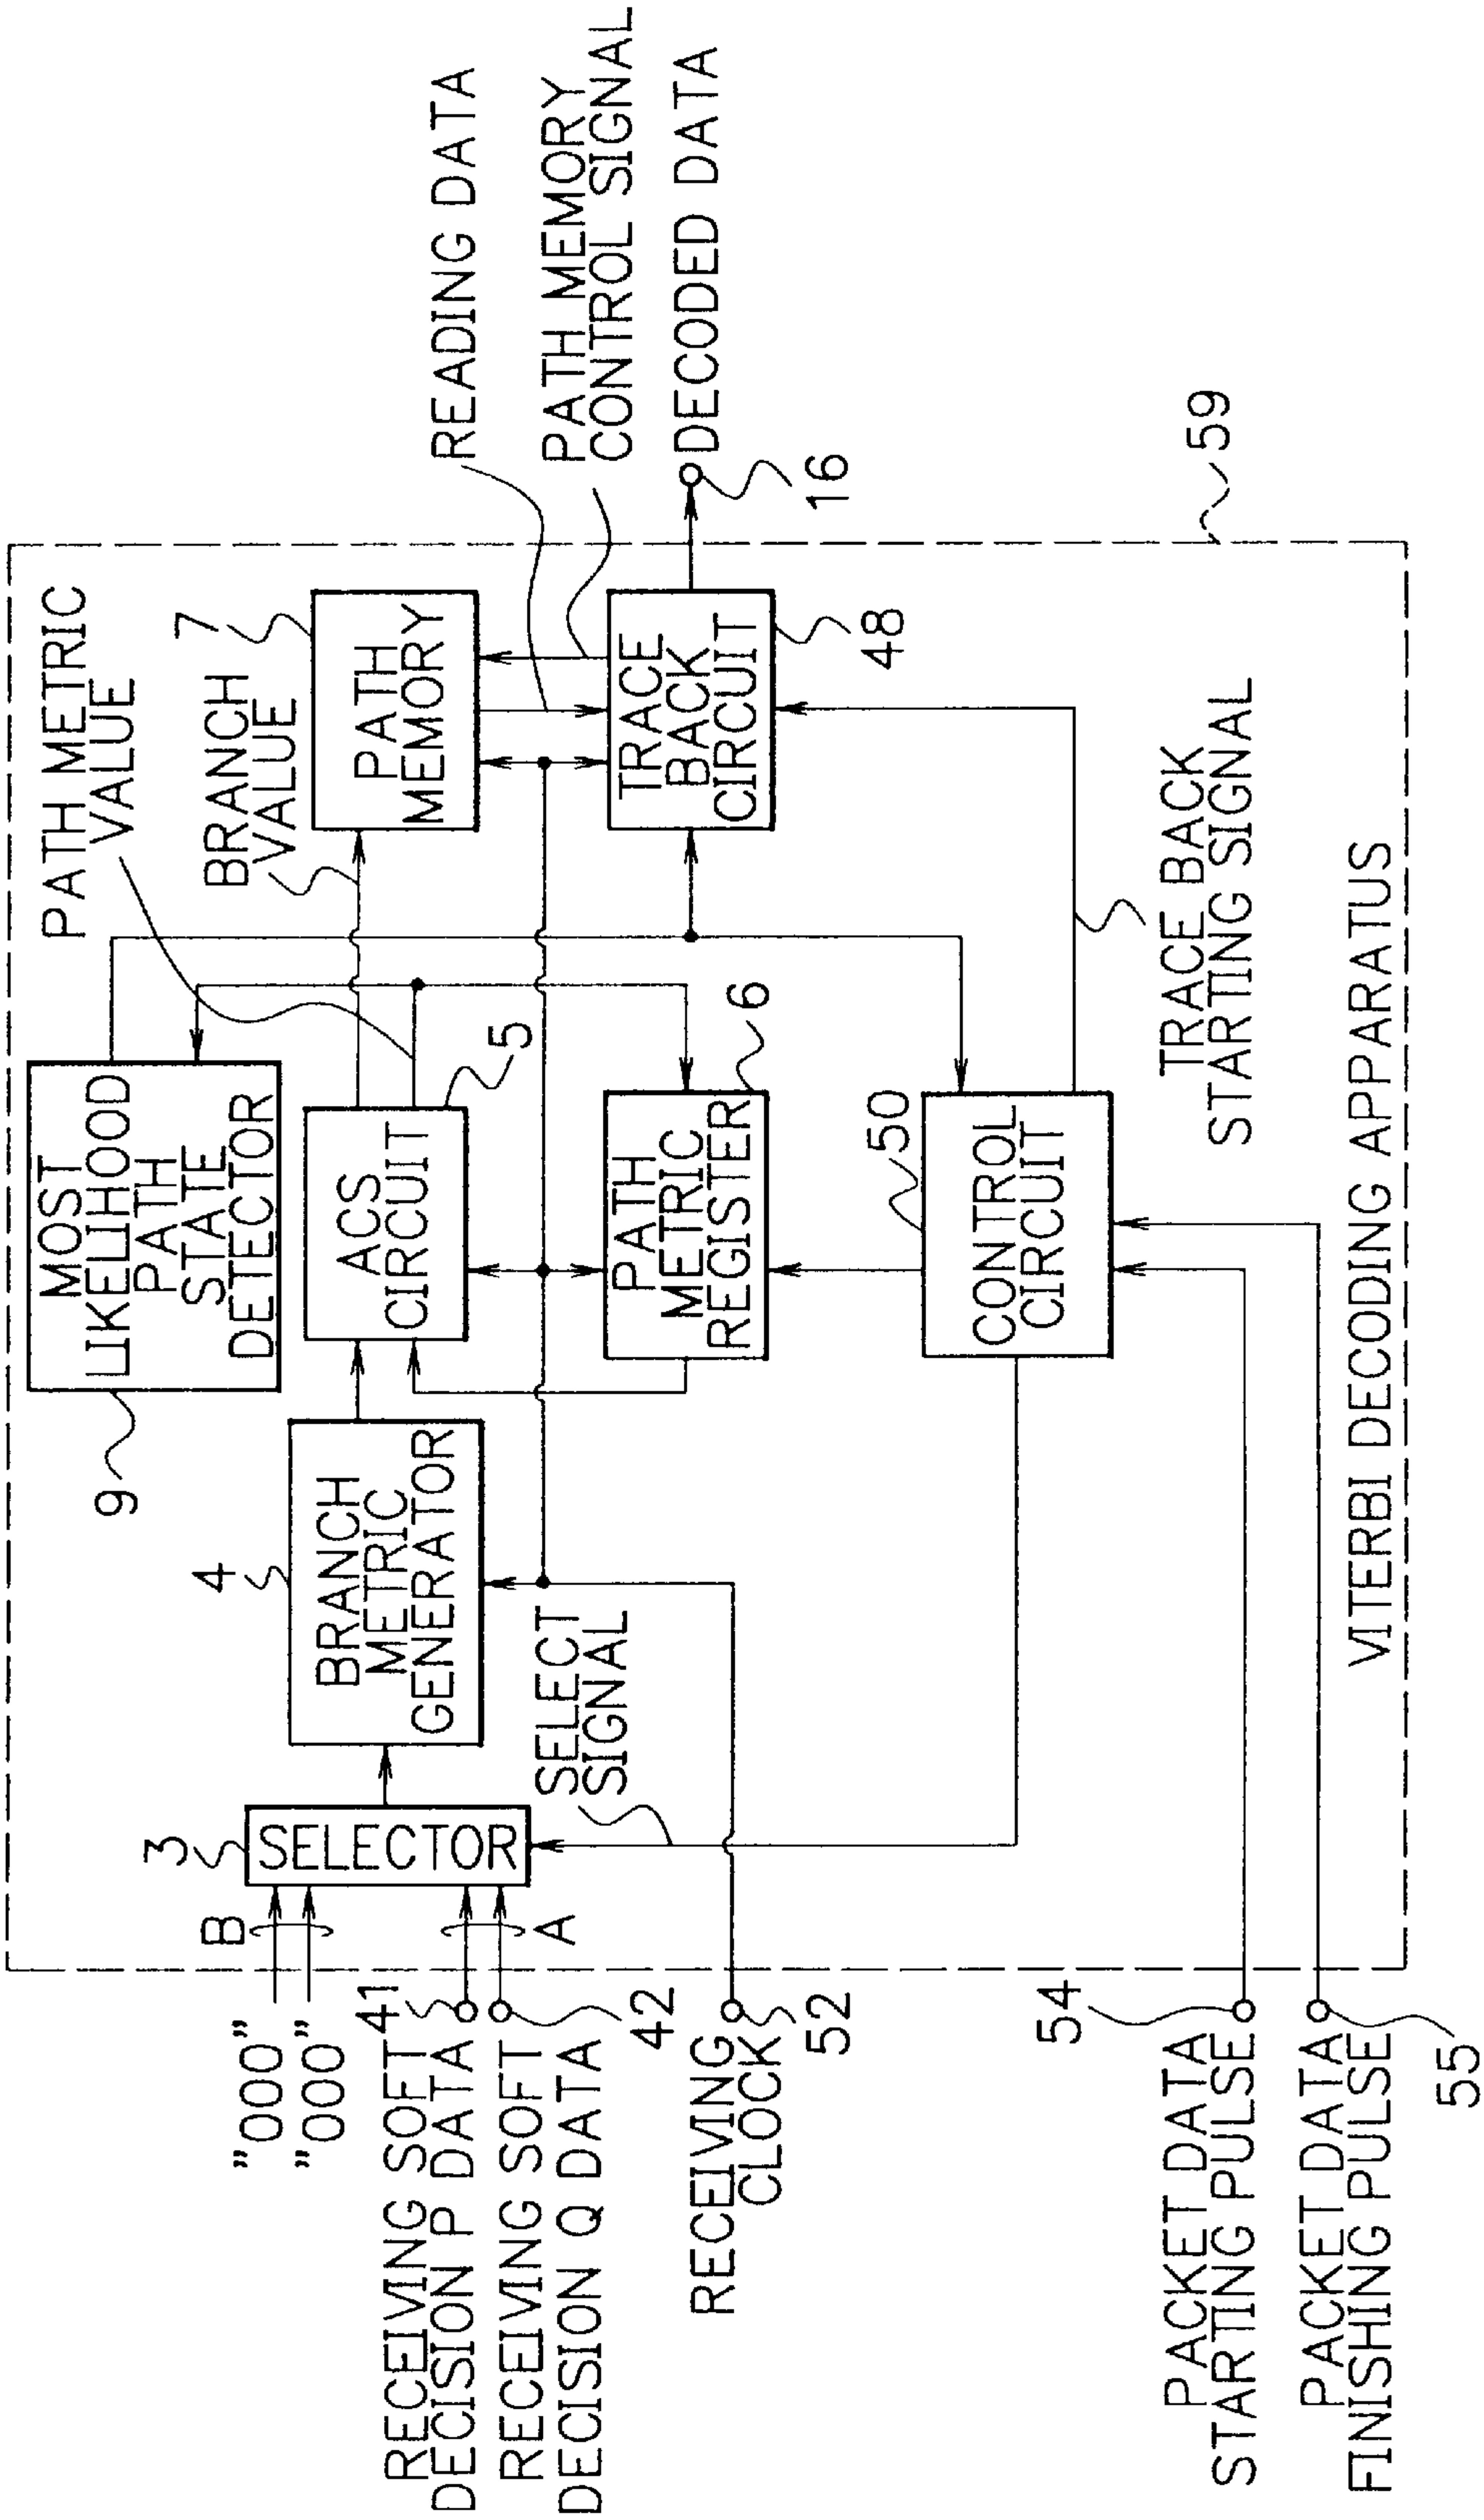 "000"
"000"
B
3
SELECTOR
RECEIVING SOFT
DECISION P DATA
41
RECEIVING SOFT
DECISION Q DATA
42
A
RECEIVING
CLOCK
52
PACKET DATA
STARTING PULSE
54
PACKET DATA
FINISHING PULSE
55
SELECT
SIGNAL
4
BRANCH
METRIC
GENERATOR
9
MOST
LIKELIHOOD
PATH
STATE
DETECTOR
ACS
CIRCUIT
5
PATH
METRIC
REGISTER
6
50
CONTROL
CIRCUIT
PATH METRIC
VALUE
BRANCH
VALUE
7
PATH
MEMORY
TRACE
BACK
CIRCUIT
48
TRACE BACK
STARTING SIGNAL
VITERBI DECODING APPARATUS
READING DATA
PATH MEMORY
CONTROL SIGNAL
DECODED DATA
16
59